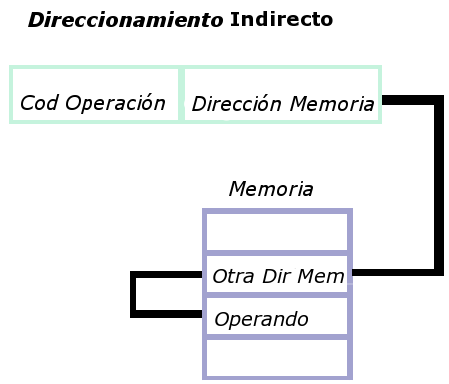 Direccionamiento Indirecto
Cod Operación
Dirección Memoria
Memoria
Otra Dir Mem
Operando